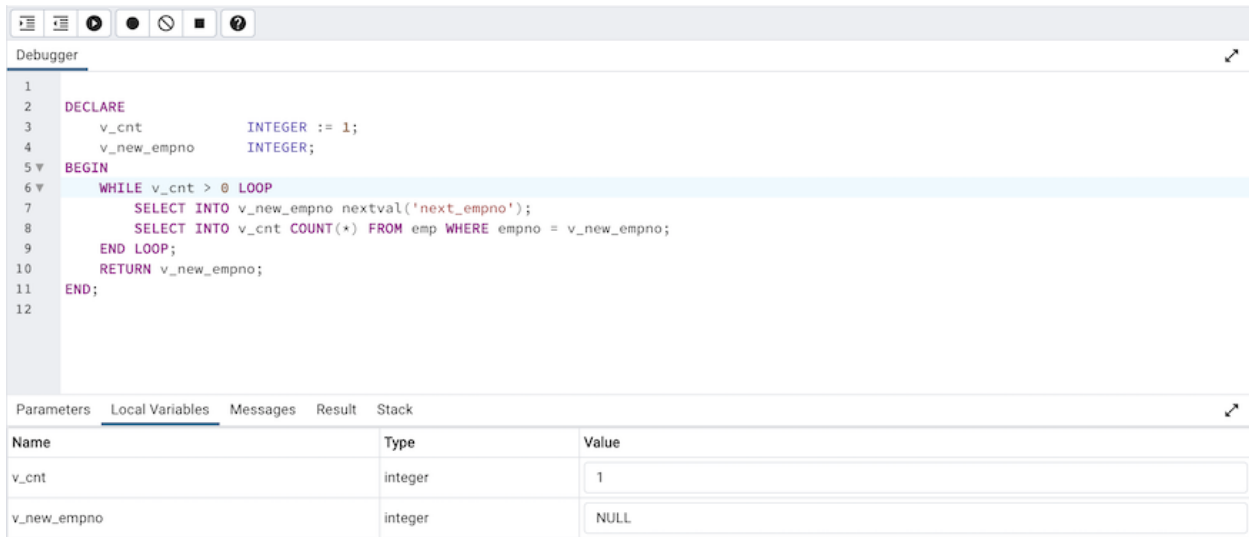 Debugger
1
2 DECLARE
3     v_cnt             INTEGER := 1;
4     v_new_empno       INTEGER;
5 BEGIN
6     WHILE v_cnt > 0 LOOP
7         SELECT INTO v_new_empno nextval('next_empno');
8         SELECT INTO v_cnt COUNT(*) FROM emp WHERE empno = v_new_empno;
9     END LOOP;
10     RETURN v_new_empno;
11 END;
12
Parameters Local Variables Messages Result Stack
Name Type Value
v_cnt integer 1
v_new_empno integer NULL